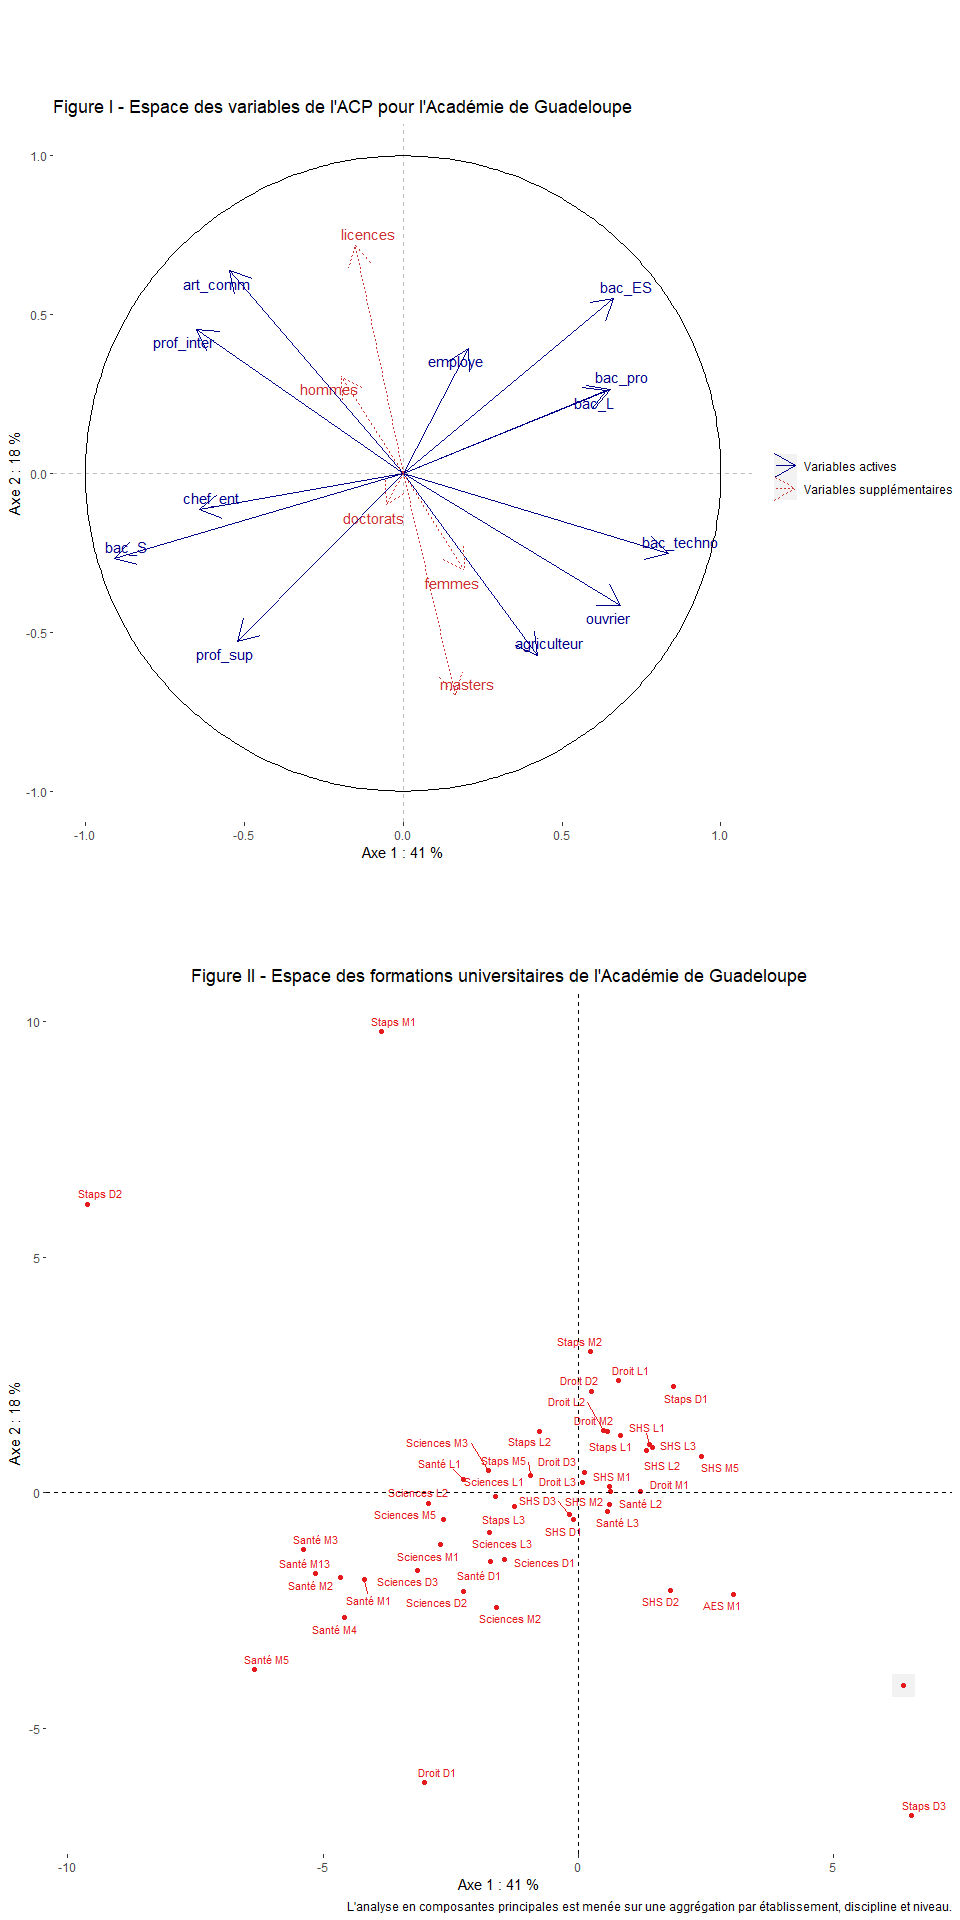 Figure I - Espace des variables de l'ACP pour l'Académie de Guadeloupe
1.0
licences
art_comm
bac_ES
0.5
prof_inter
employe
bac_pro
hommes
bac_L
Axe 2 : 18 %
0.0
Variables actives
Variables supplémentaires
chef_ent
doctorats
bac_S
bac_techno
femmes
ouvrier
-0.5
agriculteur
prof_sup
masters
-1.0
-1.0 -0.5 0.0 0.5 1.0
Axe 1 : 41 %
Figure II - Espace des formations universitaires de l'Académie de Guadeloupe
10
Staps M1
Staps D2
5
Staps M2
Droit L1
Droit D2
Staps D1
Droit L2
Droit M2
SHS L1
Staps L2
Staps L1
SHS L3
Sciences M3
Santé L1
Staps M5
Droit D3
SHS L2
SHS M5
Axe 2 : 18 %
Sciences L1
Droit L3
SHS M1
Droit M1
0
Sciences L2
SHS D3
SHS M2
Santé L2
Sciences M5
Staps L3
SHS D1
Santé L3
Santé M3
Sciences L3
Sciences M1
Santé M13
Sciences D1
Santé M2
Sciences D3
Santé D1
Santé M1
Sciences D2
SHS D2
AES M1
Santé M4
Sciences M2
Santé M5
-5
Droit D1
Staps D3
-10 -5 0 5
Axe 1 : 41 %
L'analyse en composantes principales est menée sur une aggrégation par établissement, discipline et niveau.